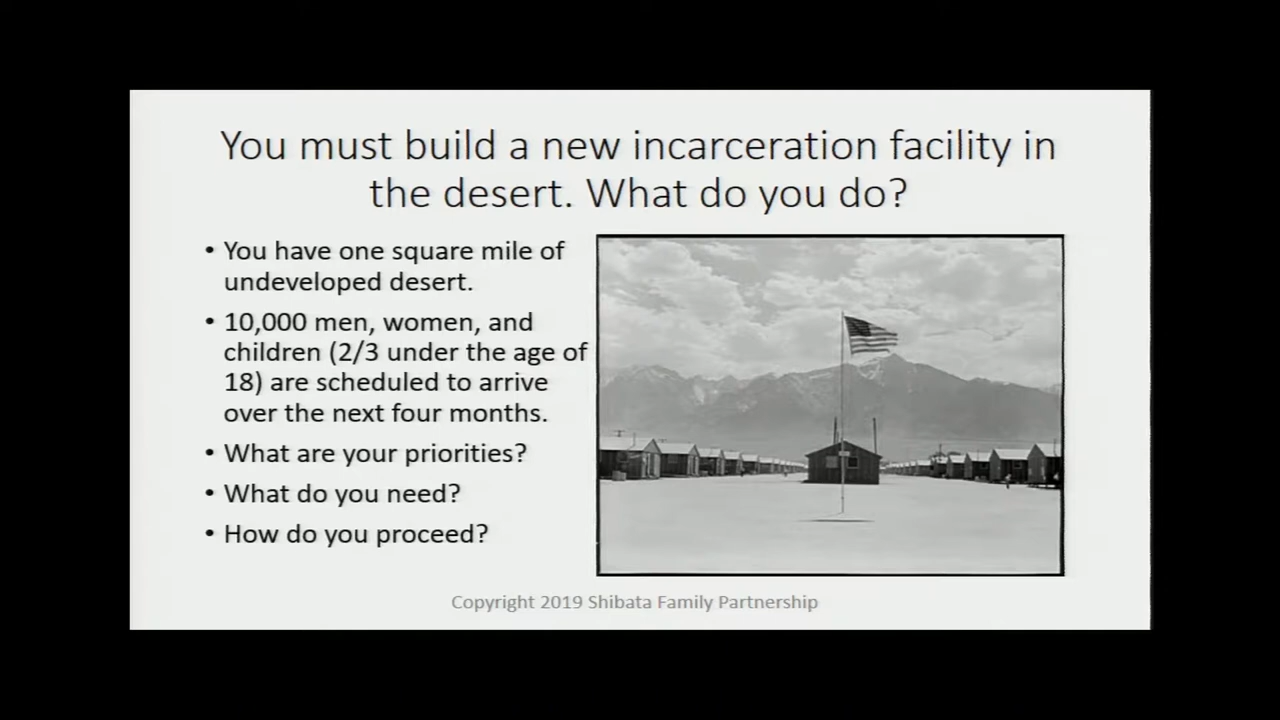 You must build a new incarceration facility in
the desert. What do you do?
• You have one square mile of
undeveloped desert.
• 10,000 men, women, and
children (2/3 under the age of
18) are scheduled to arrive
over the next four months.
• What are your priorities?
• What do you need?
• How do you proceed?
Copyright 2019 Shibata Family Partnership